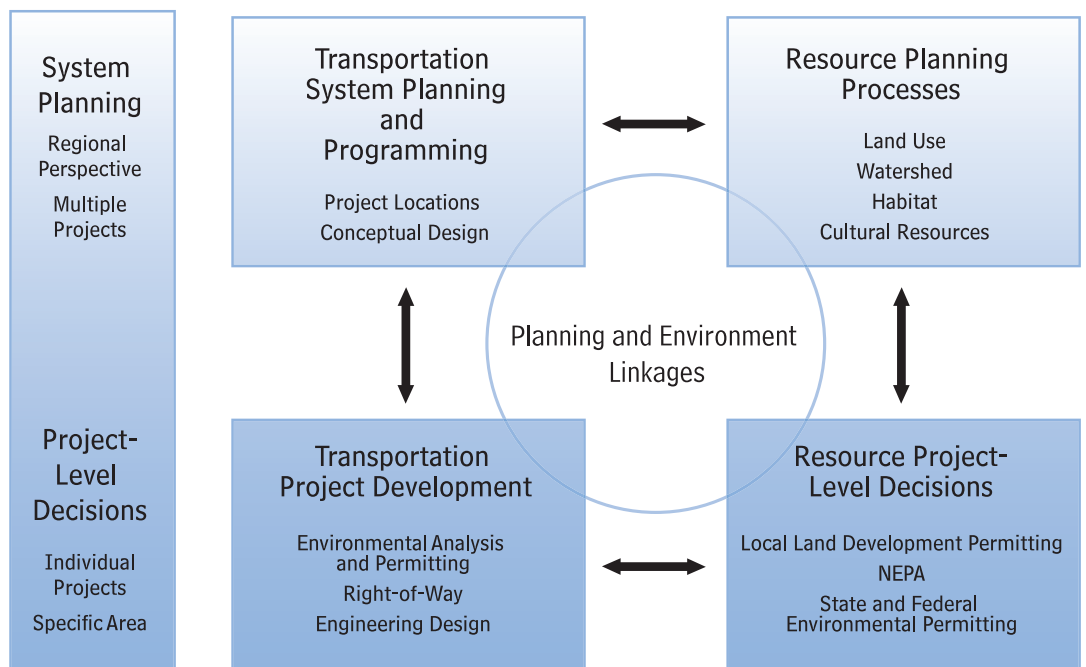 System
Planning
Regional
Perspective
Multiple
Projects
Project-
Level
Decisions
Individual
Projects
Specific Area
Transportation
System Planning
and
Programming
Project Locations
Conceptual Design
Resource Planning
Processes
Land Use
Watershed
Habitat
Cultural Resources
Planning and Environment
Linkages
Transportation
Project Development
Environmental Analysis
and Permitting
Right-of-Way
Engineering Design
Resource Project-
Level Decisions
Local Land Development Permitting
NEPA
State and Federal
Environmental Permitting